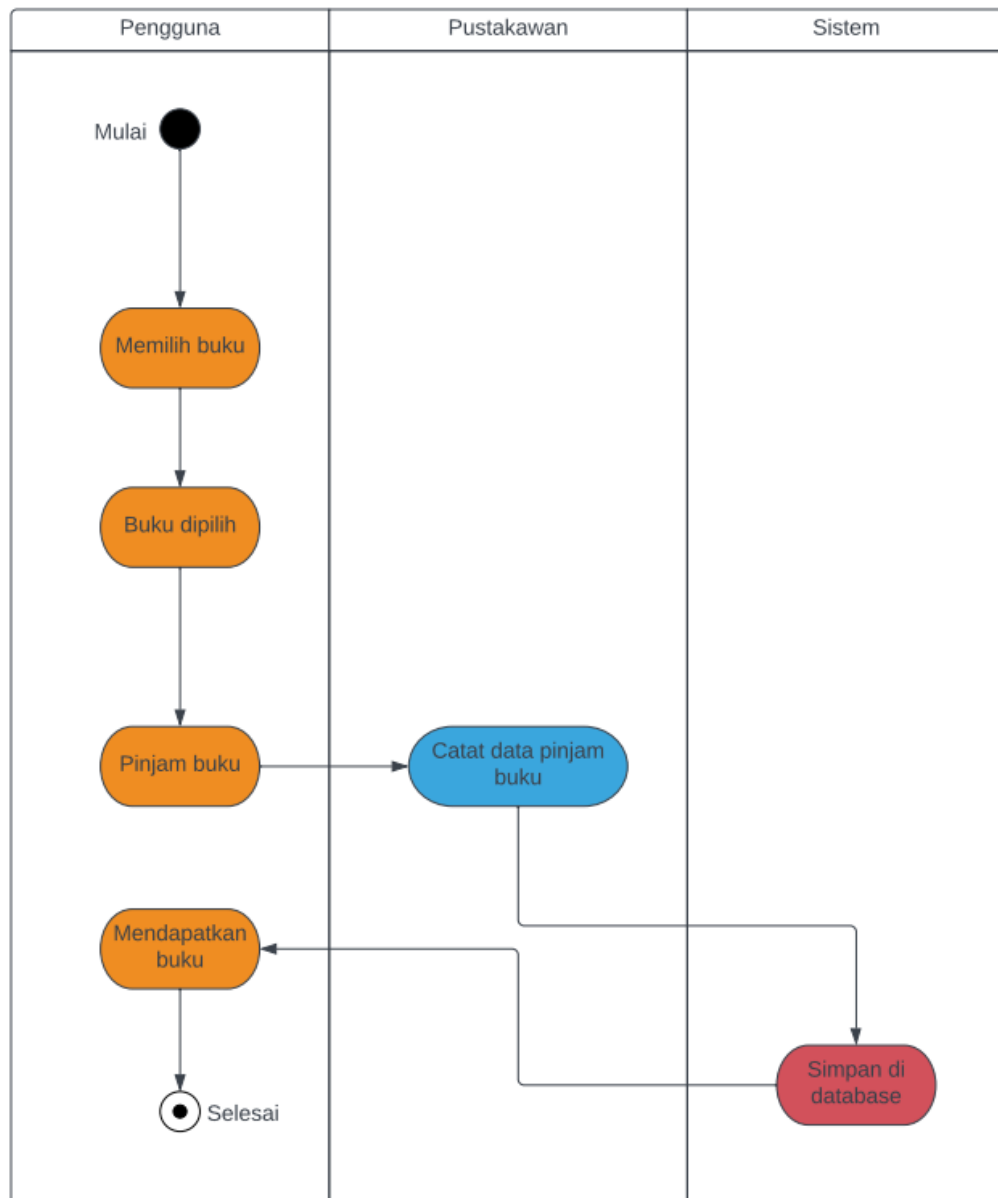 Pengguna
Pustakawan
Sistem
Mulai
Memilih buku
Buku dipilih
Pinjam buku
Catat data pinjam
buku
Mendapatkan
buku
Simpan di
database
Selesai